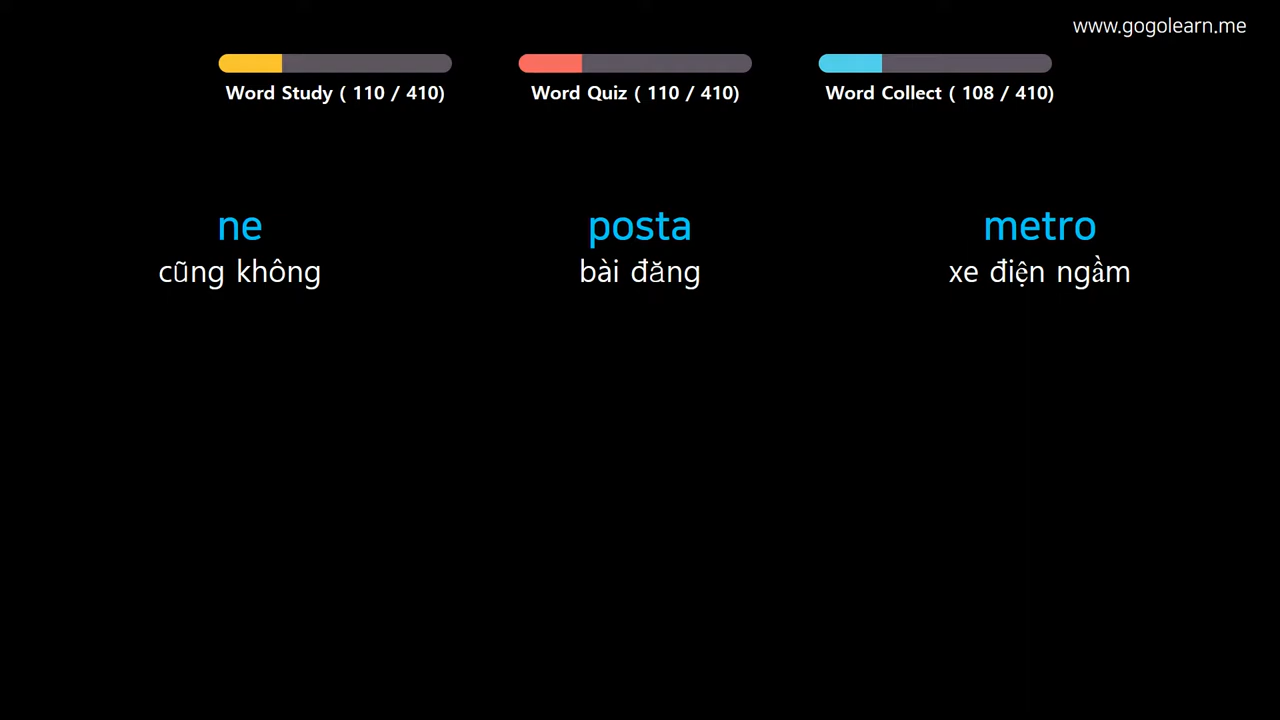 www.gogolearn.me
Word Study ( 110 / 410)
Word Quiz ( 110 / 410)
Word Collect ( 108 / 410)
ne
cũng không
posta
bài đăng
metro
xe điện ngầm